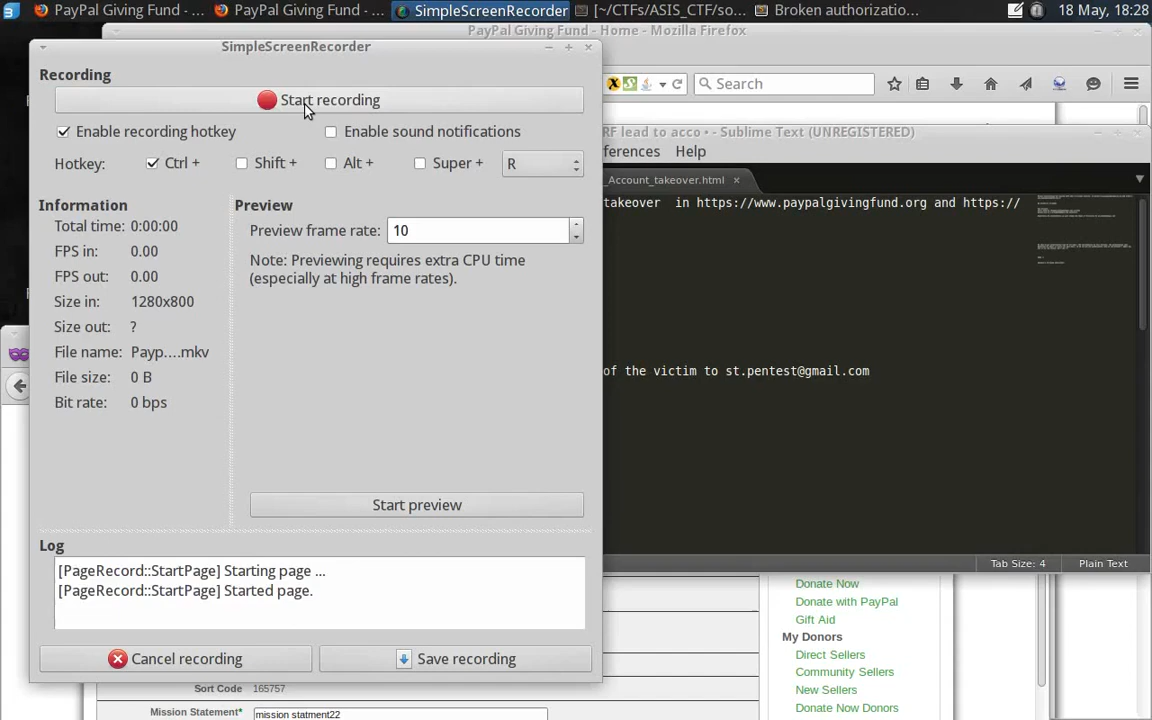 PayPal Giving Fund - ...
PayPal Giving Fund - ...
SimpleScreenRecorder
[~/CTFs/ASIS_CTF/so...
Broken authorizatio...
18 May, 18:28
PayPal Giving Fund - Home - Mozilla Firefox
SimpleScreenRecorder
Search
Recording
Start recording
Enable recording hotkey
Enable sound notifications
RF lead to acco • - Sublime Text (UNREGISTERED)
Hotkey:
Ctrl +
Shift +
Alt +
Super +
R
ferences
Help
_Account_takeover.html
takeover  in https://www.paypalgivingfund.org and https://
Information
Total time: 0:00:00
FPS in: 0.00
FPS out: 0.00
Size in: 1280x800
Size out: ?
File name: Payp....mkv
File size: 0 B
Bit rate: 0 bps
Preview
Preview frame rate: 10
Note: Previewing requires extra CPU time
(especially at high frame rates).
of the victim to st.pentest@gmail.com
Start preview
Log
[PageRecord::StartPage] Starting page ...
[PageRecord::StartPage] Started page.
Cancel recording
Save recording
Tab Size: 4
Plain Text
Donate Now
Donate with PayPal
Gift Aid
My Donors
Direct Sellers
Community Sellers
New Sellers
Donate Now Donors
Sort Code
165757
Mission Statement*
mission statment22